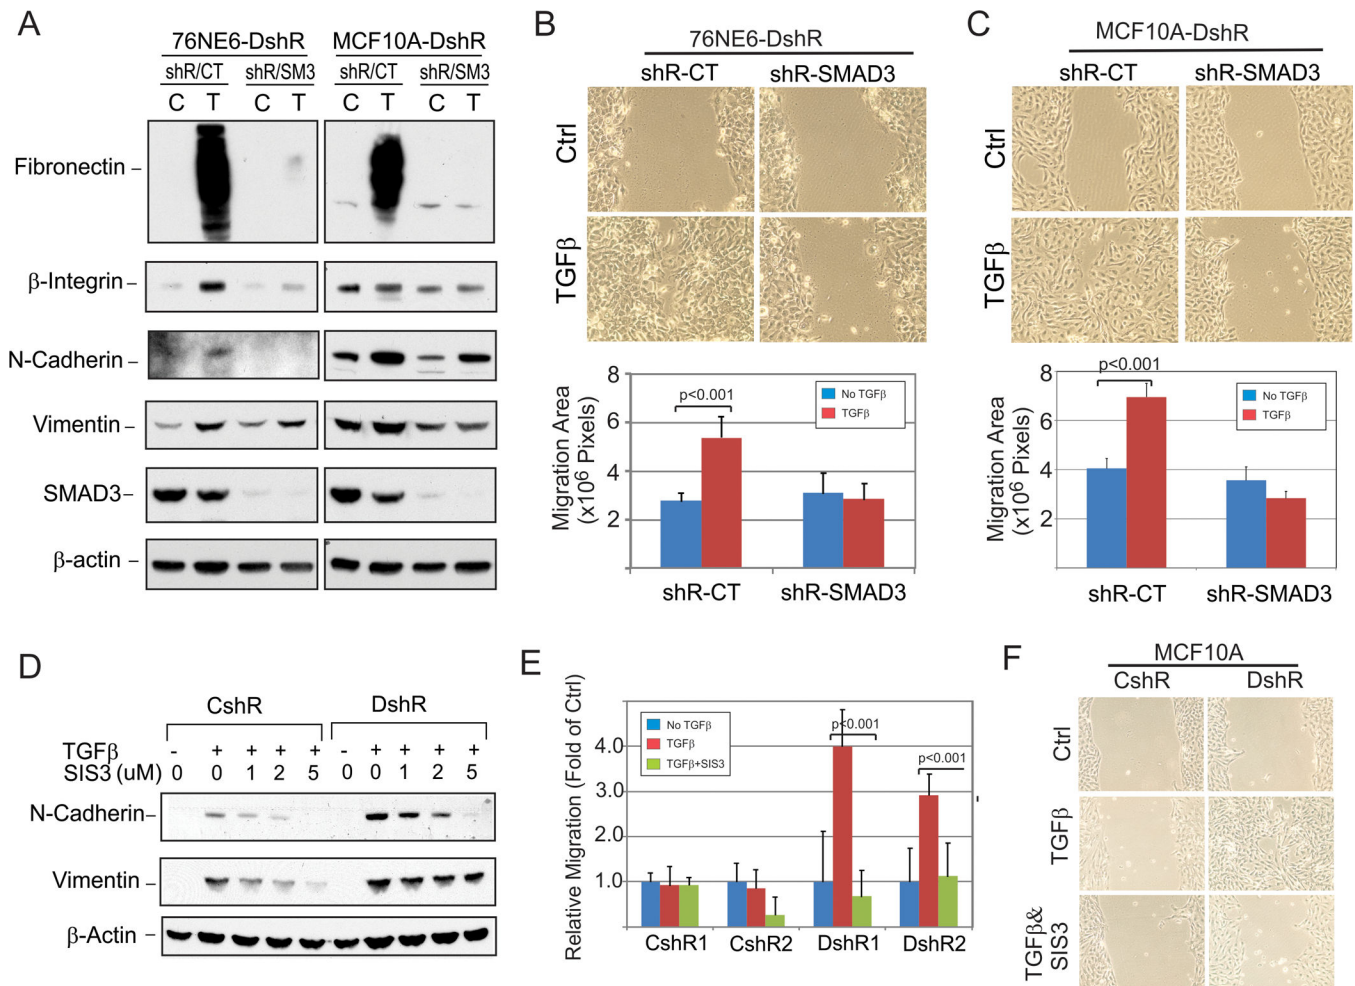 A
76NE6-DshR MCF10A-DshR
shR/CT shR/SM3 shR/CT shR/SM3
C T C T C T C T
Fibronectin
β-Integrin
N-Cadherin
Vimentin
SMAD3
β-actin
B
76NE6-DshR
shR-CT shR-SMAD3
Ctrl
TGFβ
8
6
4
2
Migration Area
(x10⁶ Pixels)
p<0.001
No TGFβ
TGFβ
shR-CT shR-SMAD3
C
MCF10A-DshR
shR-CT shR-SMAD3
Ctrl
TGFβ
8
6
4
2
Migration Area
(x10⁶ Pixels)
p<0.001
No TGFβ
TGFβ
shR-CT shR-SMAD3
D
CshR DshR
TGFβ - + + + + - + + + +
SIS3 (uM) 0 0 1 2 5 0 0 1 2 5
N-Cadherin
Vimentin
β-Actin
E
Relative Migration (Fold of Ctrl)
4.0
3.0
2.0
1.0
No TGFβ
TGFβ
TGFβ+SIS3
p<0.001
p<0.001
CshR1 CshR2 DshR1 DshR2
F
MCF10A
CshR DshR
Ctrl
TGFβ
TGFβ&
SIS3